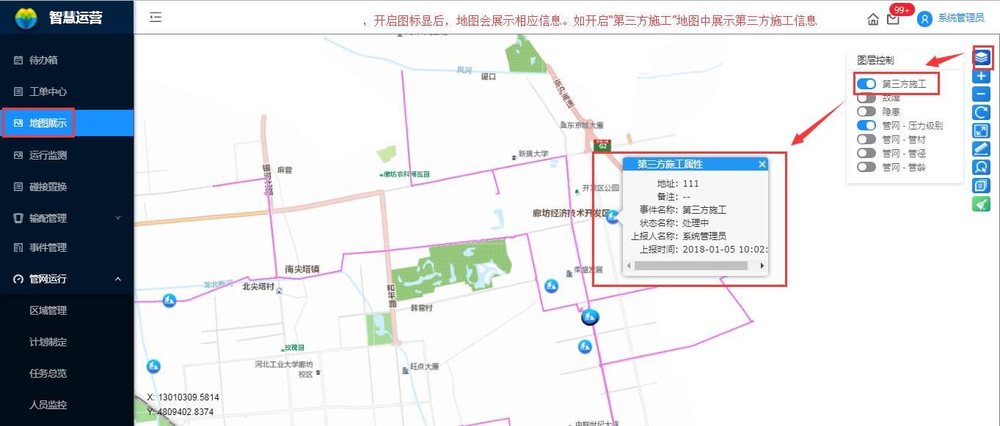 智慧运营
，开启图标显后，地图会展示相应信息。如开启“第三方施工”地图中展示第三方施工信息
99+
系统管理员
待办箱
工单中心
地图展示
运行监测
碰接置换
输配管理
事件管理
管网运行
区域管理
计划制定
任务总览
人员监控
图层控制
第三方施工
故障
隐患
管网 - 压力级别
管网 - 管材
管网 - 管径
管网 - 管龄
凤河
堤口
京台高速
东京城大厦
G2
新奥大学
麻营
廊坊农科博览园
开发区公园
廊坊经济技术开发区
第三方施工属性
地址：111
备注：--
事件名称：第三方施工
状态名称：处理中
上报人名称：系统管理员
上报时间：2018-01-05 10:02:
荣盛发展
南尖塔镇
龙北新河
北尖塔村
和平路
韩营村
玫瑰园
河北工业大学廊坊
校区
旺点大厦
中联世纪大厦
X: 13010309.5814
Y: 4809402.8374